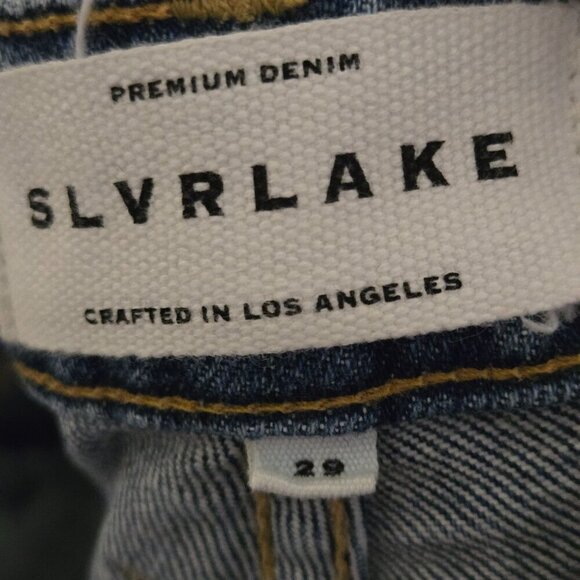 PREMIUM DENIM
SLVRLAKE
CRAFTED IN LOS ANGELES
29